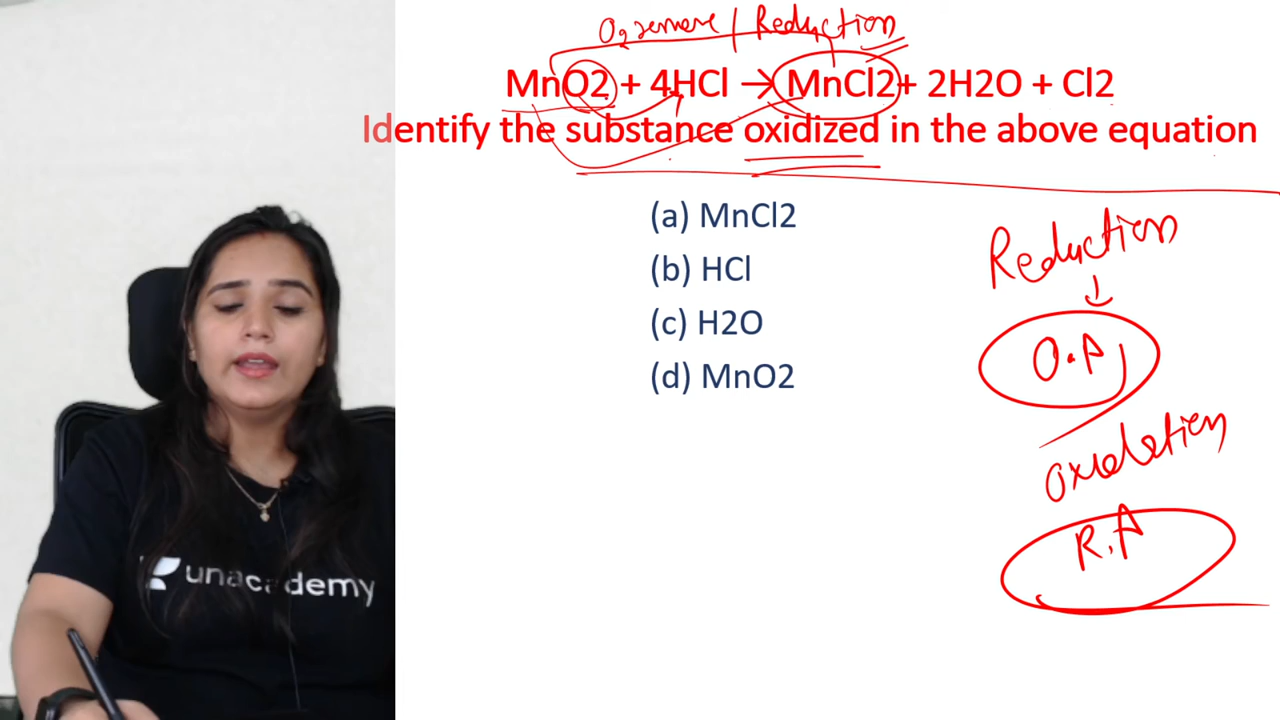 O2 remove / Reduction
MnO2 + 4HCl → MnCl2+ 2H2O + Cl2
Identify the substance oxidized in the above equation
(a) MnCl2
(b) HCl
(c) H2O
(d) MnO2
Reduction
↓
O.A
oxidation
R.A
unacademy